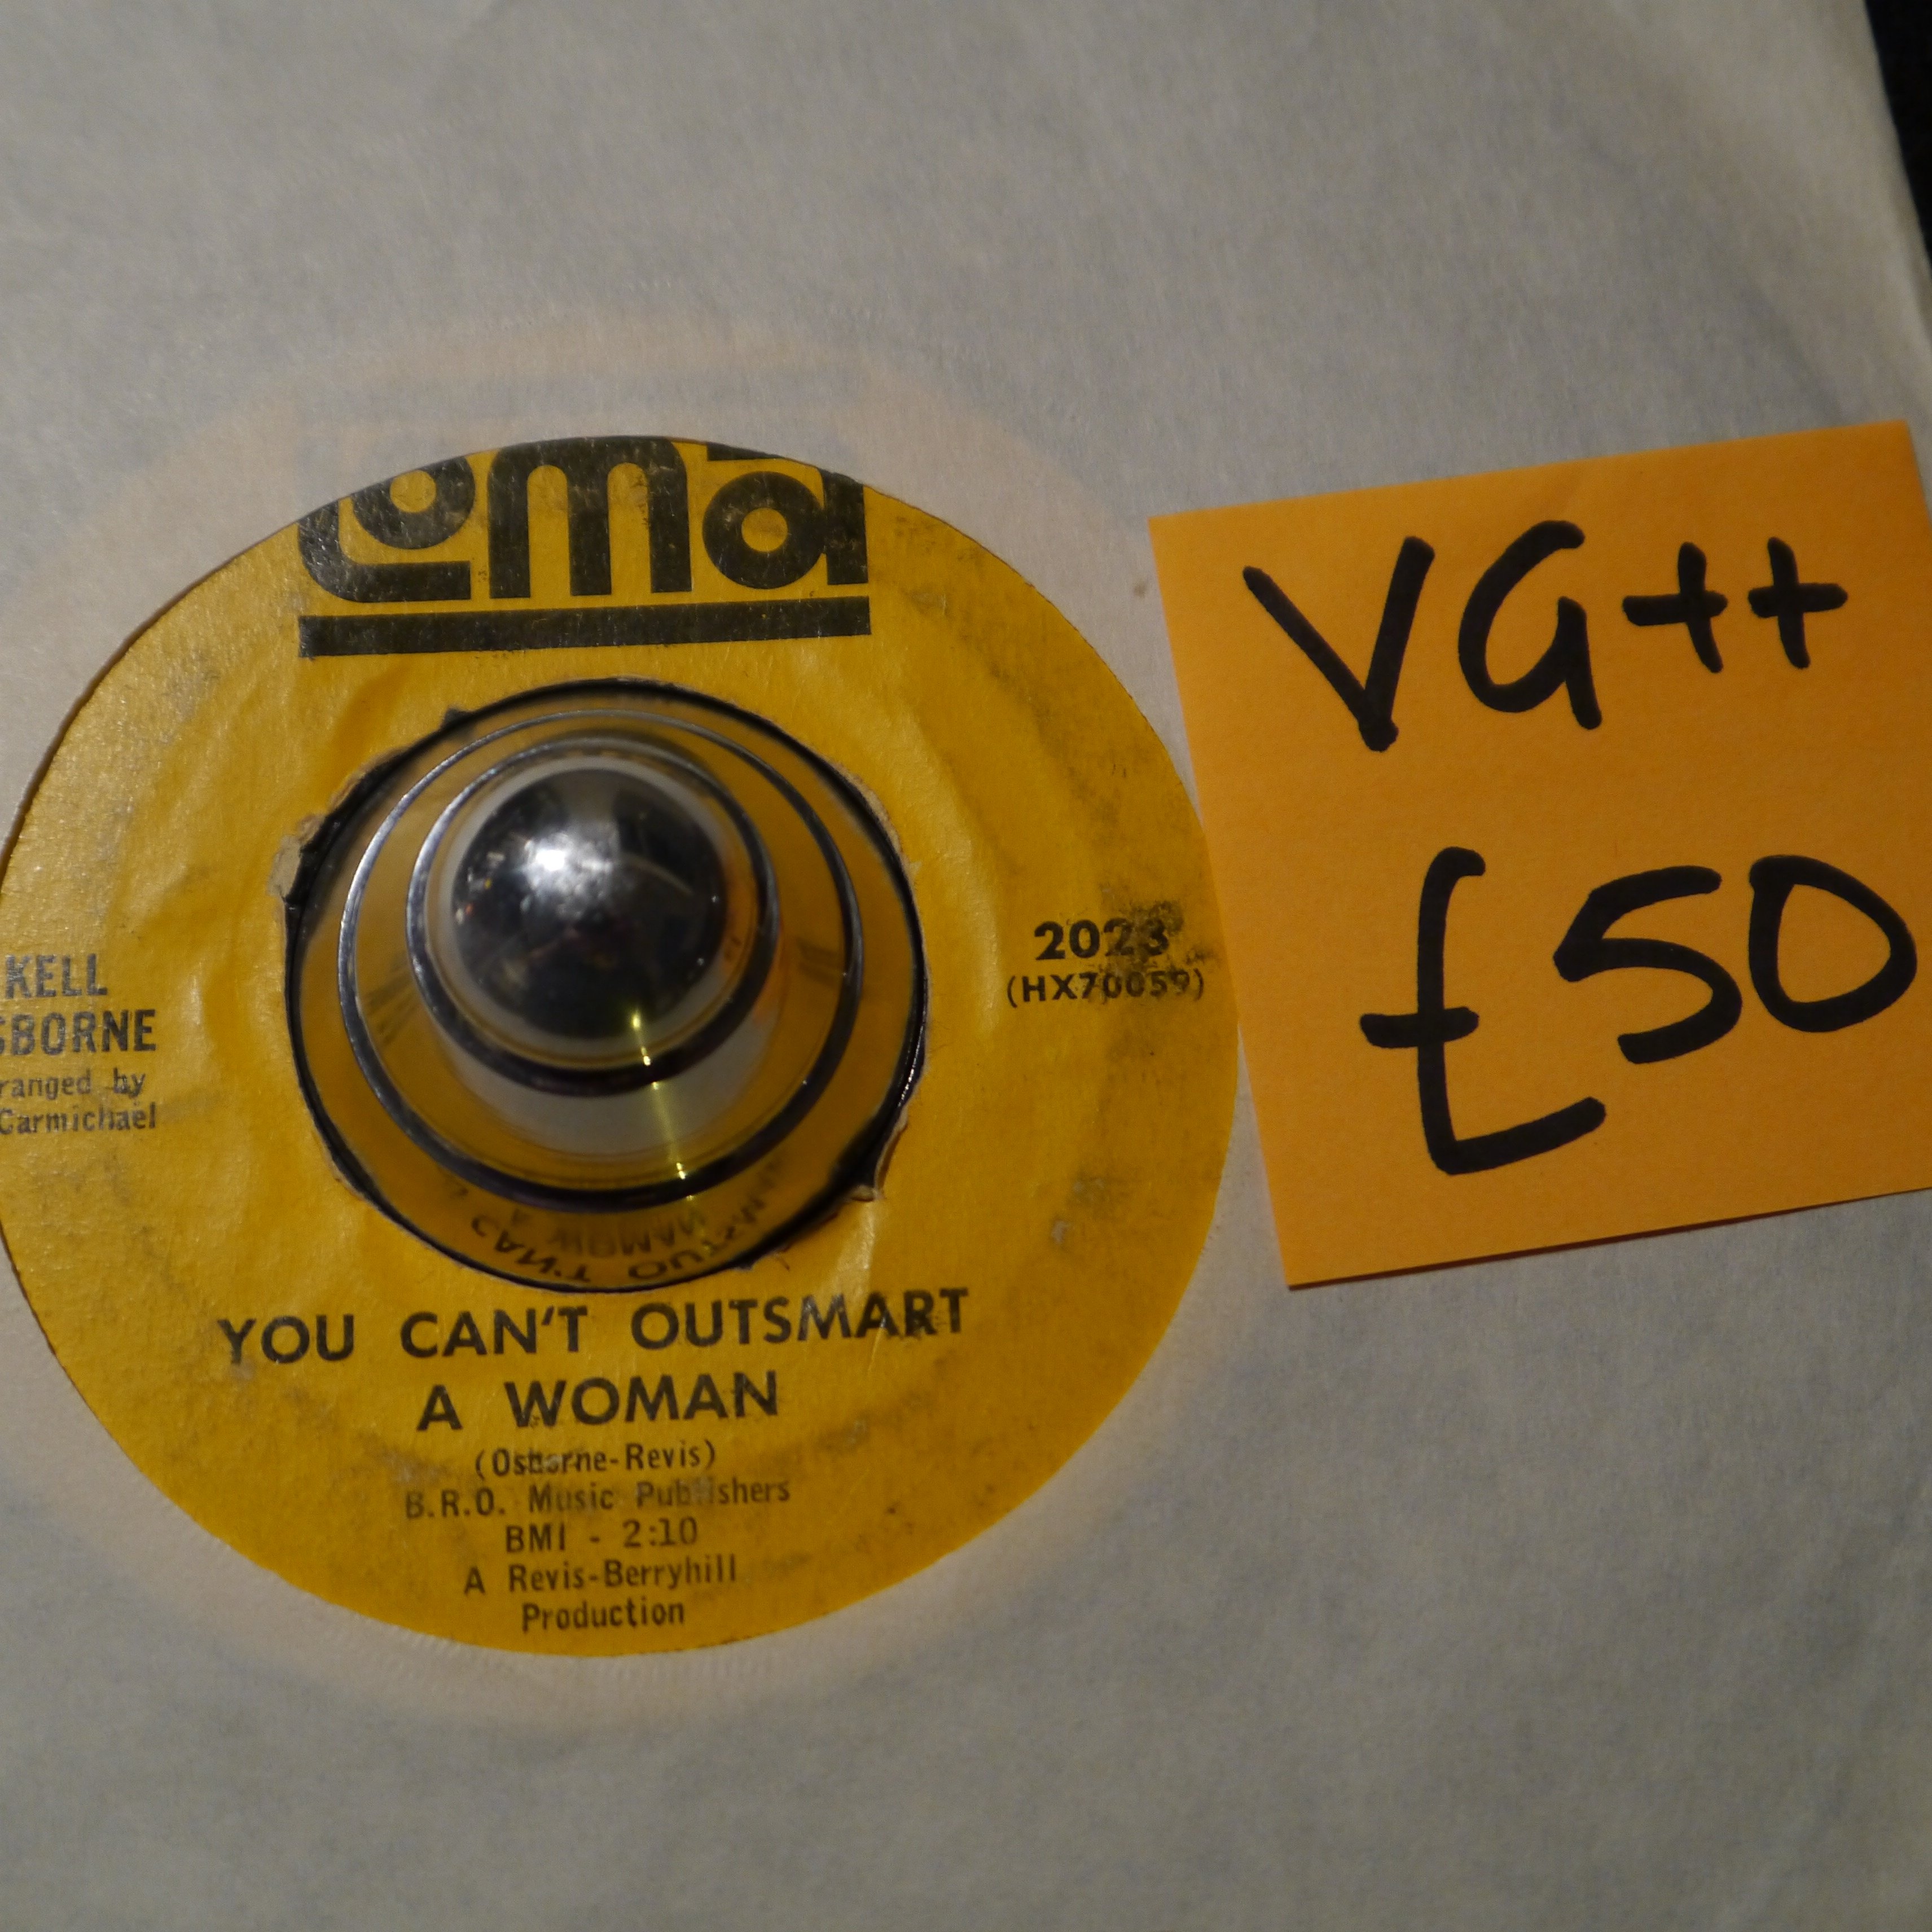 Loma
VG++
£50
KELL
SBORNE
ranged by
Carmichael
2023
(HX70059)
YOU CAN'T OUTSMART
A WOMAN
(Osborne-Revis)
B.R.O. Music Publishers
BMI - 2:10
A Revis-Berryhill
Production